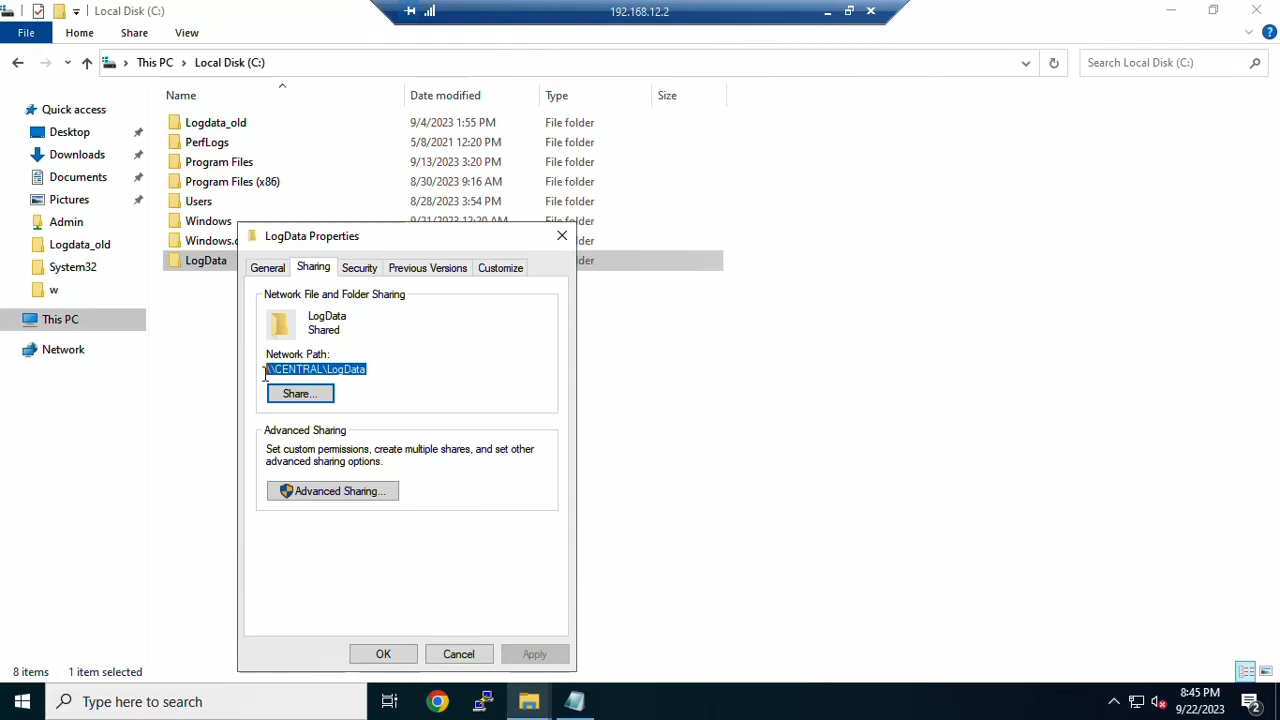 Local Disk (C:)
192.168.12.2
File
Home
Share
View
This PC
Local Disk (C:)
Search Local Disk (C:)
Name
Date modified
Type
Size
Quick access
Desktop
Downloads
Documents
Pictures
Admin
Logdata_old
System32
w
This PC
Network
Logdata_old 9/4/2023 1:55 PM File folder
PerfLogs 5/8/2021 12:20 PM File folder
Program Files 9/13/2023 3:20 PM File folder
Program Files (x86) 8/30/2023 9:16 AM File folder
Users 8/28/2023 3:54 PM File folder
Windows 9/21/2023 12:20 AM File folder
LogData
LogData Properties
General
Sharing
Security
Previous Versions
Customize
Network File and Folder Sharing
LogData
Shared
Network Path:
\\CENTRAL\LogData
Share...
Advanced Sharing
Set custom permissions, create multiple shares, and set other
advanced sharing options.
Advanced Sharing...
OK
Cancel
Apply
8 items
1 item selected
Type here to search
8:45 PM
9/22/2023
2